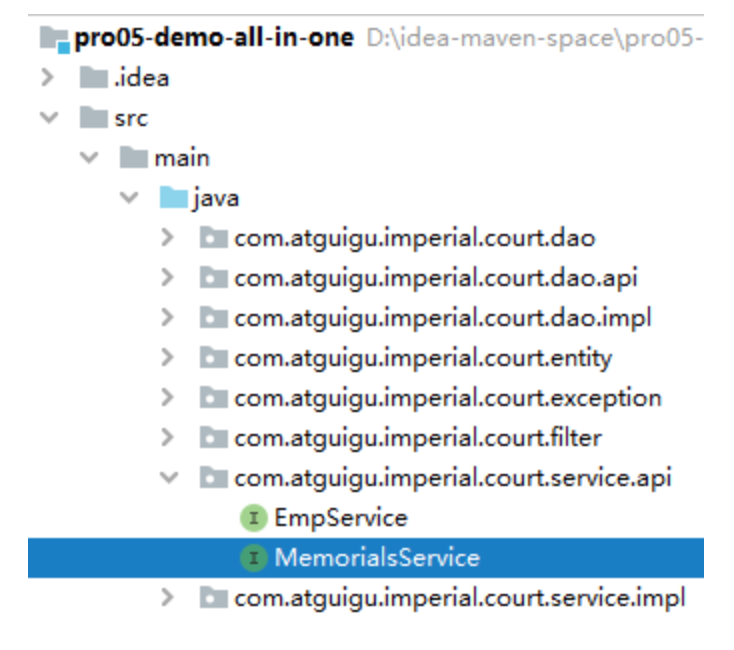 pro05-demo-all-in-one D:\idea-maven-space\pro05-
.idea
src
main
java
com.atguigu.imperial.court.dao
com.atguigu.imperial.court.dao.api
com.atguigu.imperial.court.dao.impl
com.atguigu.imperial.court.entity
com.atguigu.imperial.court.exception
com.atguigu.imperial.court.filter
com.atguigu.imperial.court.service.api
I EmpService
I MemorialsService
com.atguigu.imperial.court.service.impl